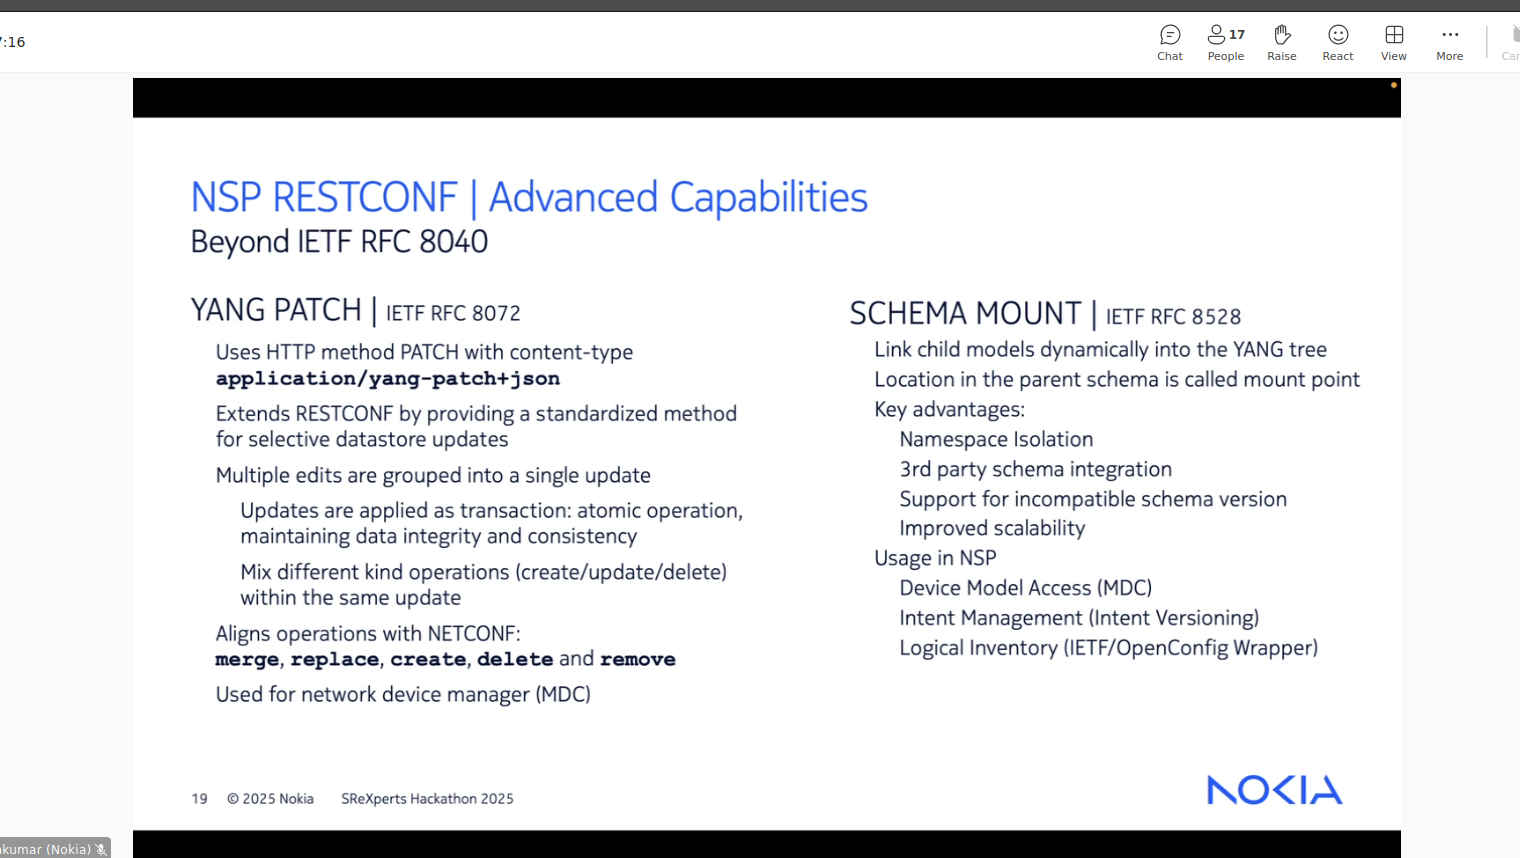 :16
17
Chat
People
Raise
React
View
More
NSP RESTCONF | Advanced Capabilities
Beyond IETF RFC 8040
YANG PATCH | IETF RFC 8072
Uses HTTP method PATCH with content-type
application/yang-patch+json
Extends RESTCONF by providing a standardized method
for selective datastore updates
Multiple edits are grouped into a single update
Updates are applied as transaction: atomic operation,
maintaining data integrity and consistency
Mix different kind operations (create/update/delete)
within the same update
Aligns operations with NETCONF:
merge, replace, create, delete and remove
Used for network device manager (MDC)
SCHEMA MOUNT | IETF RFC 8528
Link child models dynamically into the YANG tree
Location in the parent schema is called mount point
Key advantages:
Namespace Isolation
3rd party schema integration
Support for incompatible schema version
Improved scalability
Usage in NSP
Device Model Access (MDC)
Intent Management (Intent Versioning)
Logical Inventory (IETF/OpenConfig Wrapper)
19 © 2025 Nokia SReXperts Hackathon 2025
NOKIA
kumar (Nokia)